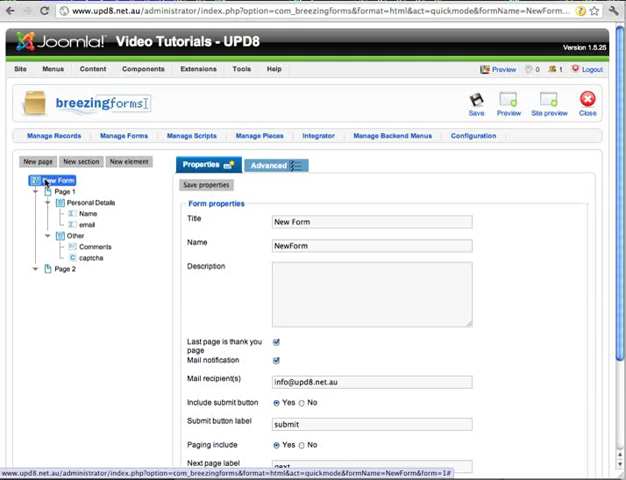 www.upd8.net.au/administrator/index.php?option=com_breezingforms&format=html&act=quickmode&formName=NewForm...
Joomla! Video Tutorials - UPD8
Version 1.5.25
Site Menus Content Components Extensions Tools Help Preview 0 1 Logout
breezingforms
Save Preview Site preview Close
Manage Records Manage Forms Manage Scripts Manage Pieces Integrator Manage Backend Menus Configuration
New page New section New element
Properties Advanced
Save properties
New Form
Page 1
Personal Details
Name
email
Other
Comments
captcha
Page 2
Form properties
Title New Form
Name NewForm
Description
Last page is thank you
page
Mail notification
Mail recipient(s) info@upd8.net.au
Include submit button Yes No
Submit button label submit
Paging include Yes No
Next page label next
www.upd8.net.au/administrator/index.php?option=com_breezingforms&format=html&act=quickmode&formName=NewForm&form=1#